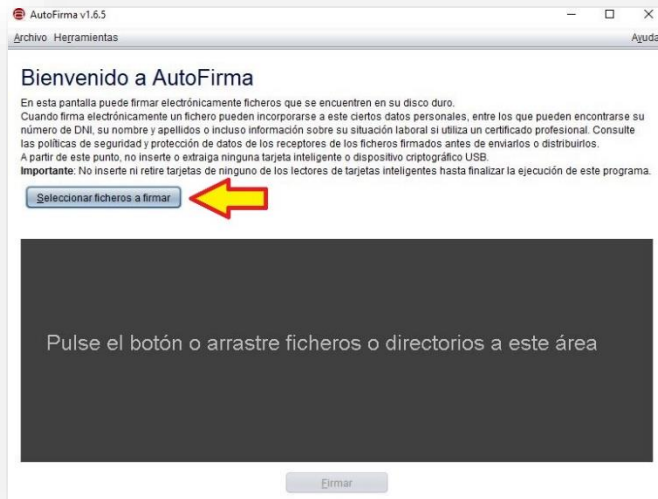 AutoFirma v1.6.5
Archivo Herramientas Ayuda
Bienvenido a AutoFirma
En esta pantalla puede firmar electrónicamente ficheros que se encuentren en su disco duro.
Cuando firma electrónicamente un fichero pueden incorporarse a este ciertos datos personales, entre los que pueden encontrarse su
número de DNI, su nombre y apellidos o incluso información sobre su situación laboral si utiliza un certificado profesional. Consulte
las políticas de seguridad y protección de datos de los receptores de los ficheros firmados antes de enviarlos o distribuirlos.
A partir de este punto, no inserte o extraiga ninguna tarjeta inteligente o dispositivo criptográfico USB.
Importante: No inserte ni retire tarjetas de ninguno de los lectores de tarjetas inteligentes hasta finalizar la ejecución de este programa.
Seleccionar ficheros a firmar
Pulse el botón o arrastre ficheros o directorios a este área
Firmar